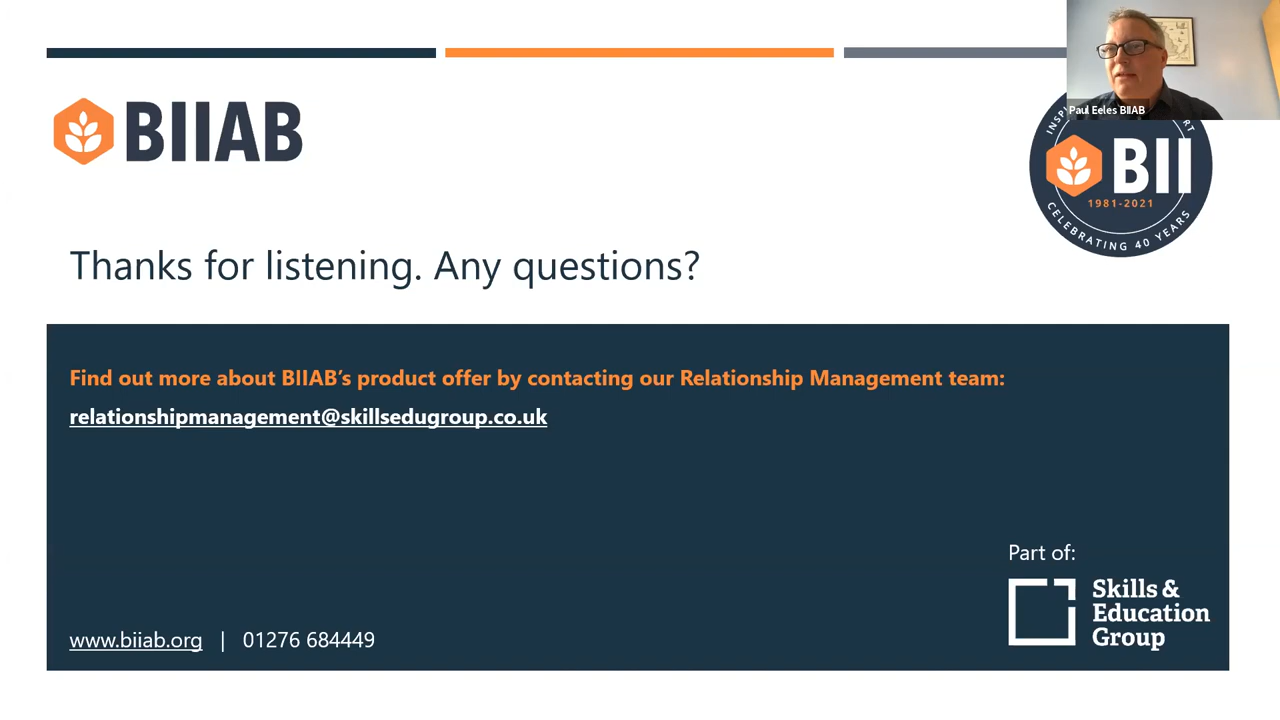 Paul Eeles BIIAB
BIIAB
BII
1981-2021
CELEBRATING 40 YEARS
Thanks for listening. Any questions?
Find out more about BIIAB’s product offer by contacting our Relationship Management team:
relationshipmanagement@skillsedugroup.co.uk
Part of:
Skills &
Education
Group
www.biiab.org | 01276 684449